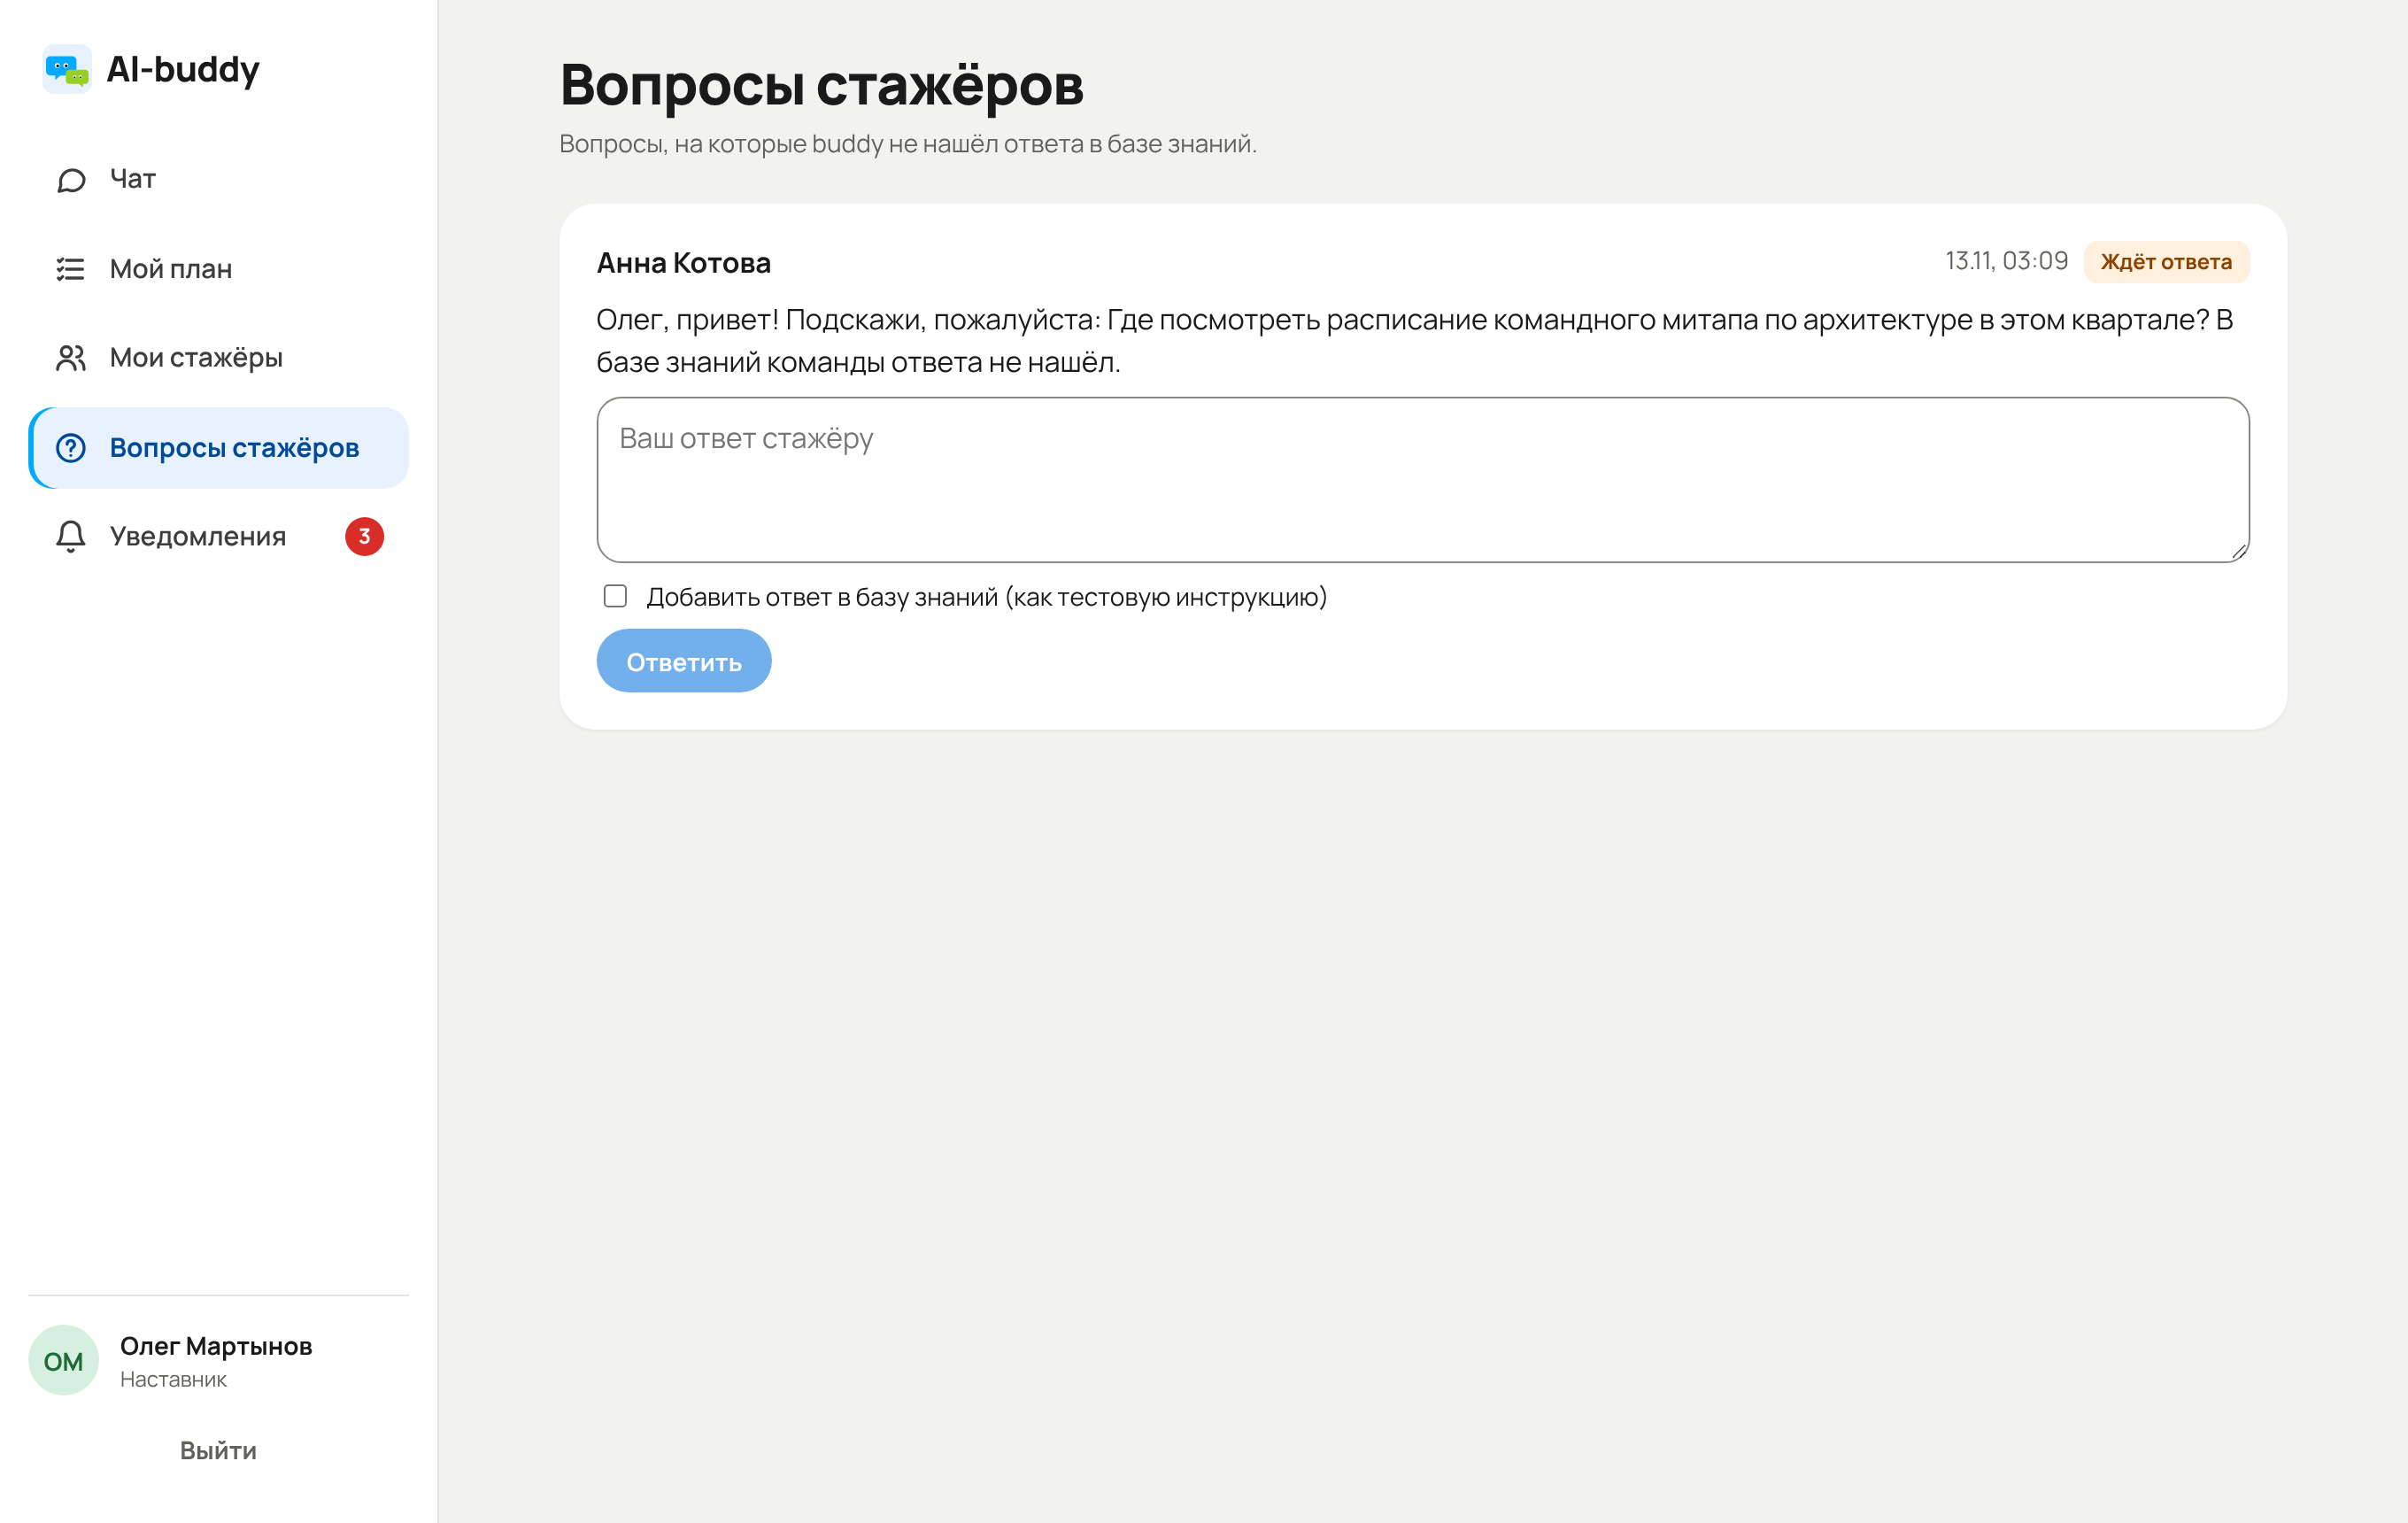 AI-buddy
Чат
Мой план
Мои стажёры
Вопросы стажёров
Уведомления 3
ОМ
Олег Мартынов
Наставник
Выйти
Вопросы стажёров
Вопросы, на которые buddy не нашёл ответа в базе знаний.
Анна Котова
13.11, 03:09 Ждёт ответа
Олег, привет! Подскажи, пожалуйста: Где посмотреть расписание командного митапа по архитектуре в этом квартале? В
базе знаний команды ответа не нашёл.
Ваш ответ стажёру
Добавить ответ в базу знаний (как тестовую инструкцию)
Ответить